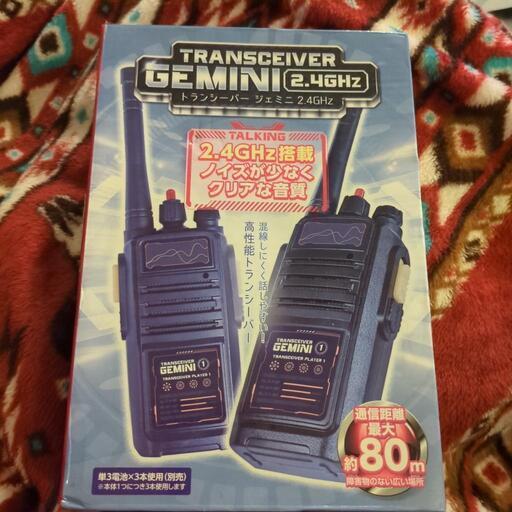 TRANSCEIVER
GEMINI 2.4GHz
トランシーバー ジェミニ 2.4GHz
TALKING
2.4GHz搭載
ノイズが少なく
クリアな音質
混線しにくく話しやすい!
高性能トランシーバー
TRANSCEIVER
GEMINI 1
TRANSCEIVER PLAYER 1
TRANSCEIVER
GEMINI 1
TRANSCEIVER PLAYER 1
通信距離
最大
約80m
障害物のない広い場所
単3電池×3本使用(別売)
※本体1つにつき3本使用します